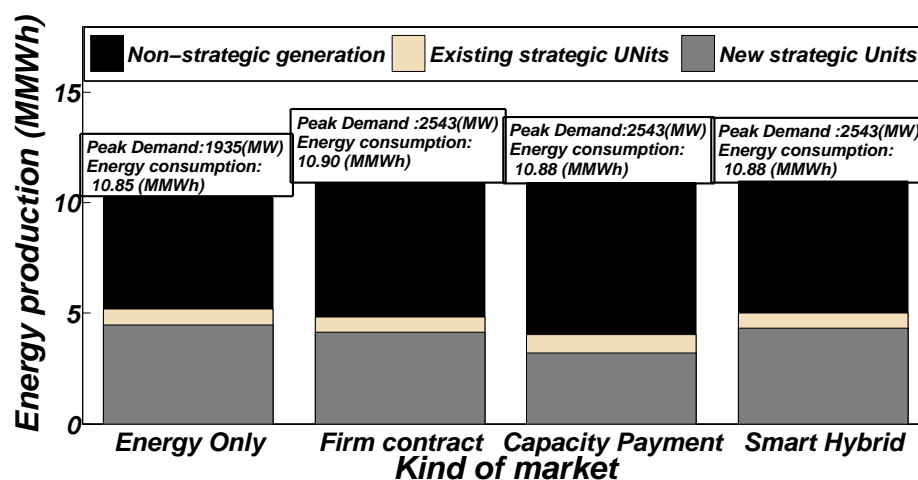 Non-strategic generation Existing strategic UNits New strategic Units
Energy production (MMWh)
15
10
5
0
Peak Demand:1935(MW)
Energy consumption:
10.85 (MMWh)
Peak Demand :2543(MW)
Energy consumption:
10.90 (MMWh)
Peak Demand:2543(MW)
Energy consumption:
10.88 (MMWh)
Peak Demand :2543(MW)
Energy consumption:
10.88 (MMWh)
Energy Only Firm contract Capacity Payment Smart Hybrid
Kind of market